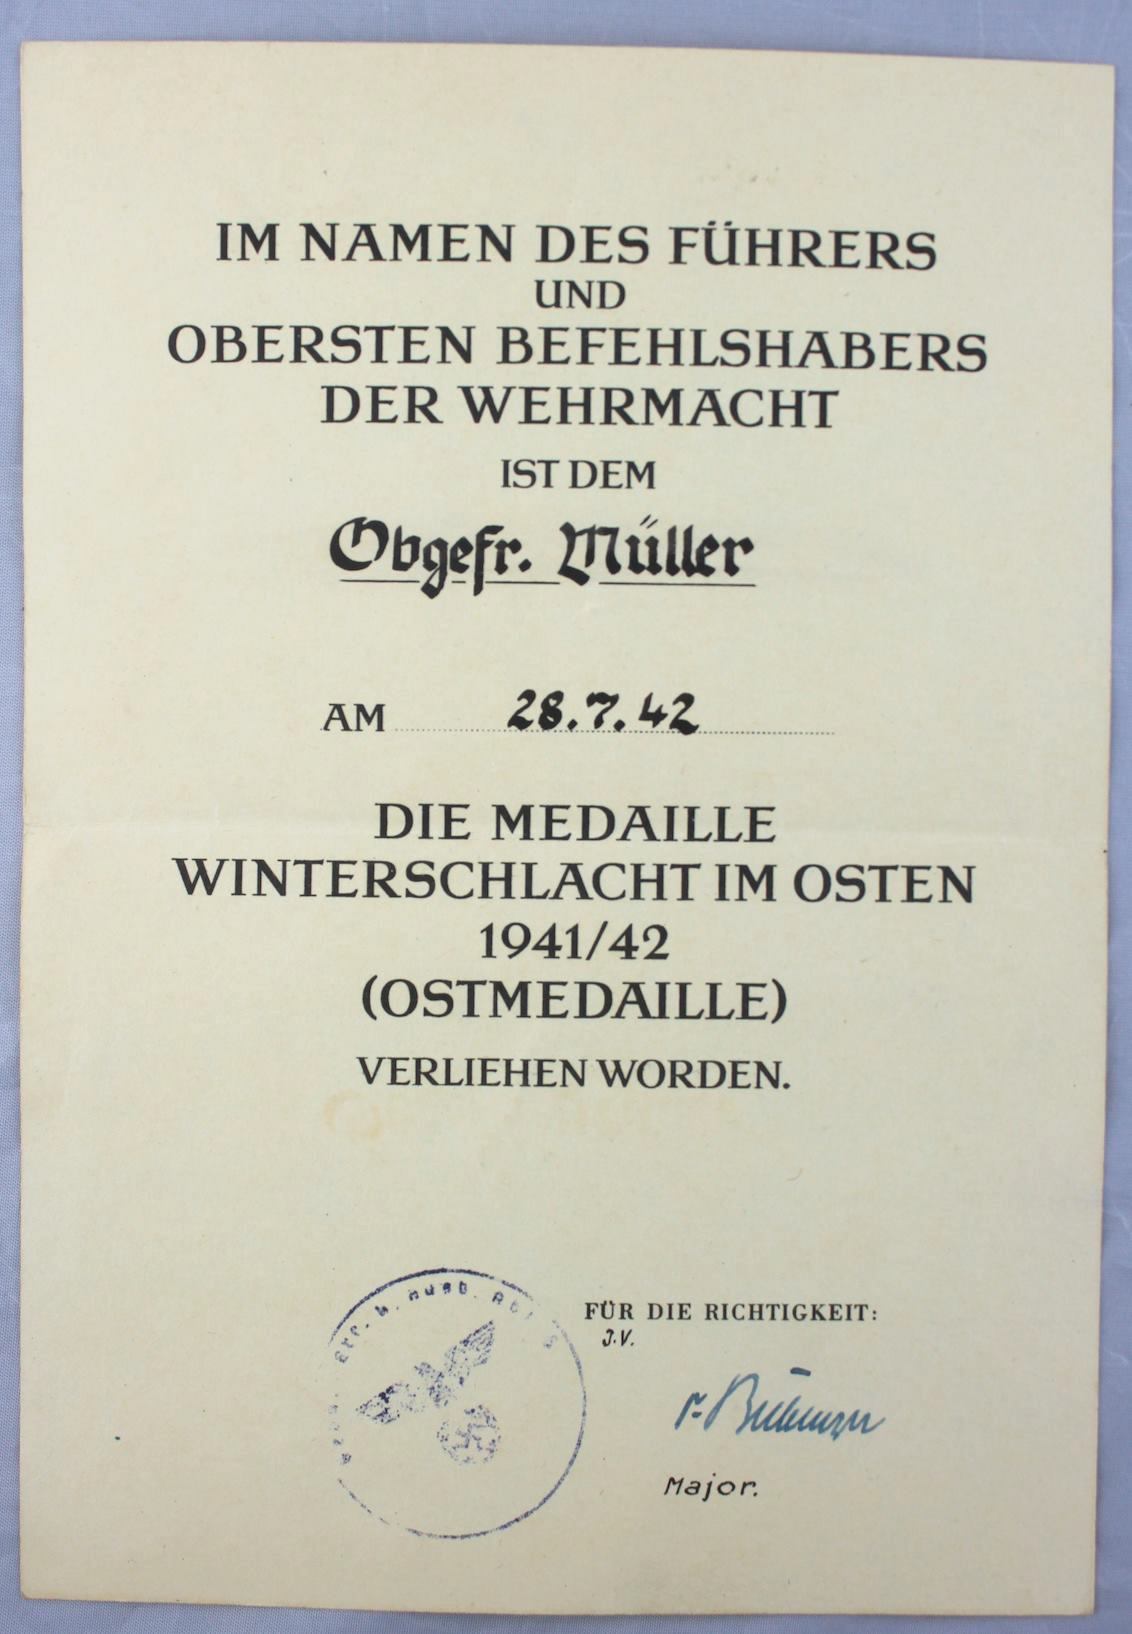 IM NAMEN DES FÜHRERS
UND
OBERSTEN BEFEHLSHABERS
DER WEHRMACHT
IST DEM
Obgefr. Müller
AM 28.7.42
DIE MEDAILLE
WINTERSCHLACHT IM OSTEN
1941/42
(OSTMEDAILLE)
VERLIEHEN WORDEN.
FÜR DIE RICHTIGKEIT:
J.V.
Major.